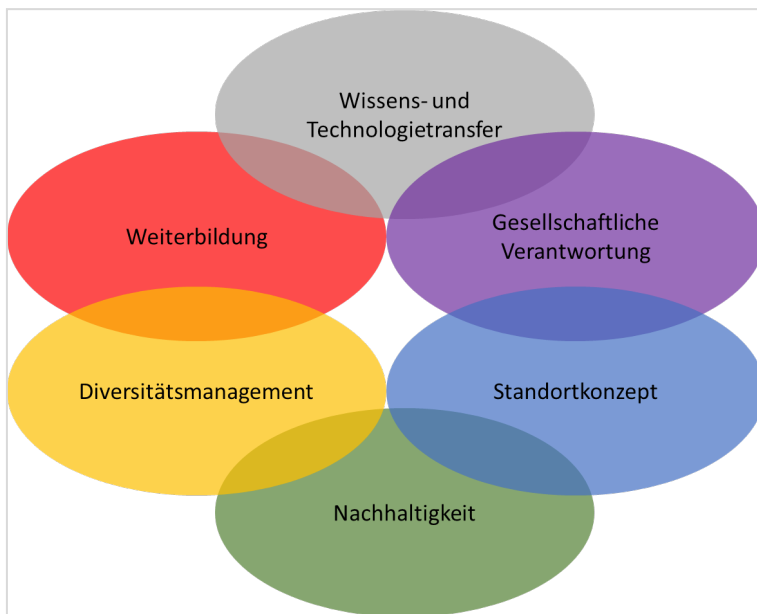 Wissens- und
Technologietransfer
Weiterbildung
Gesellschaftliche
Verantwortung
Diversitätsmanagement
Standortkonzept
Nachhaltigkeit